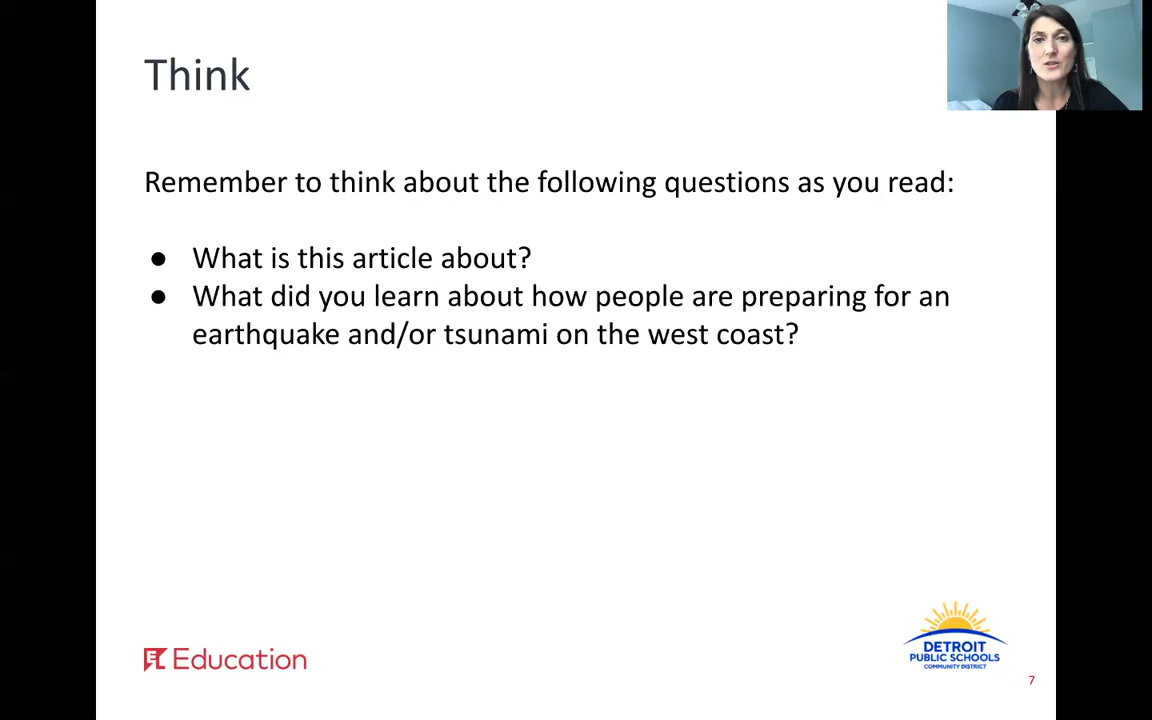 Think
Remember to think about the following questions as you read:
● What is this article about?
● What did you learn about how people are preparing for an
earthquake and/or tsunami on the west coast?
EL Education
DETROIT
PUBLIC SCHOOLS
COMMUNITY DISTRICT
7